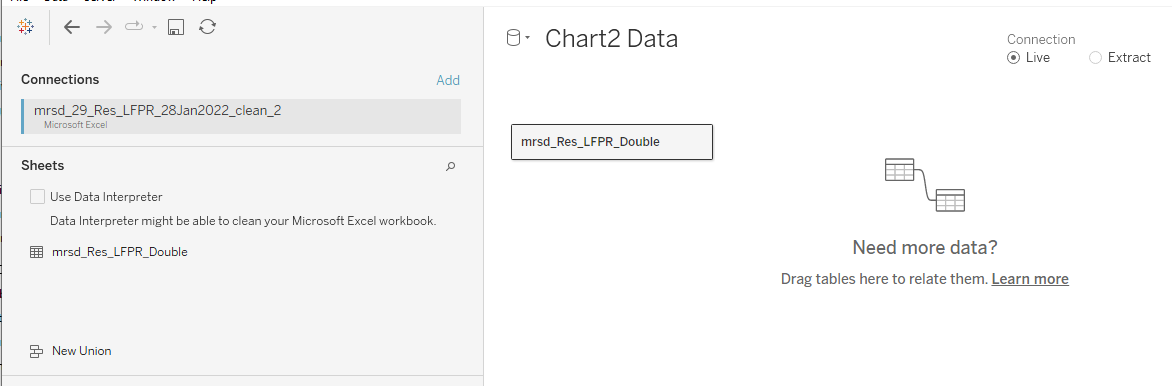 Connections
Add
mrsd_29_Res_LFPR_28Jan2022_clean_2
Microsoft Excel
Sheets
Use Data Interpreter
Data Interpreter might be able to clean your Microsoft Excel workbook.
mrsd_Res_LFPR_Double
New Union
Chart2 Data
Connection
Live
Extract
mrsd_Res_LFPR_Double
Need more data?
Drag tables here to relate them. Learn more